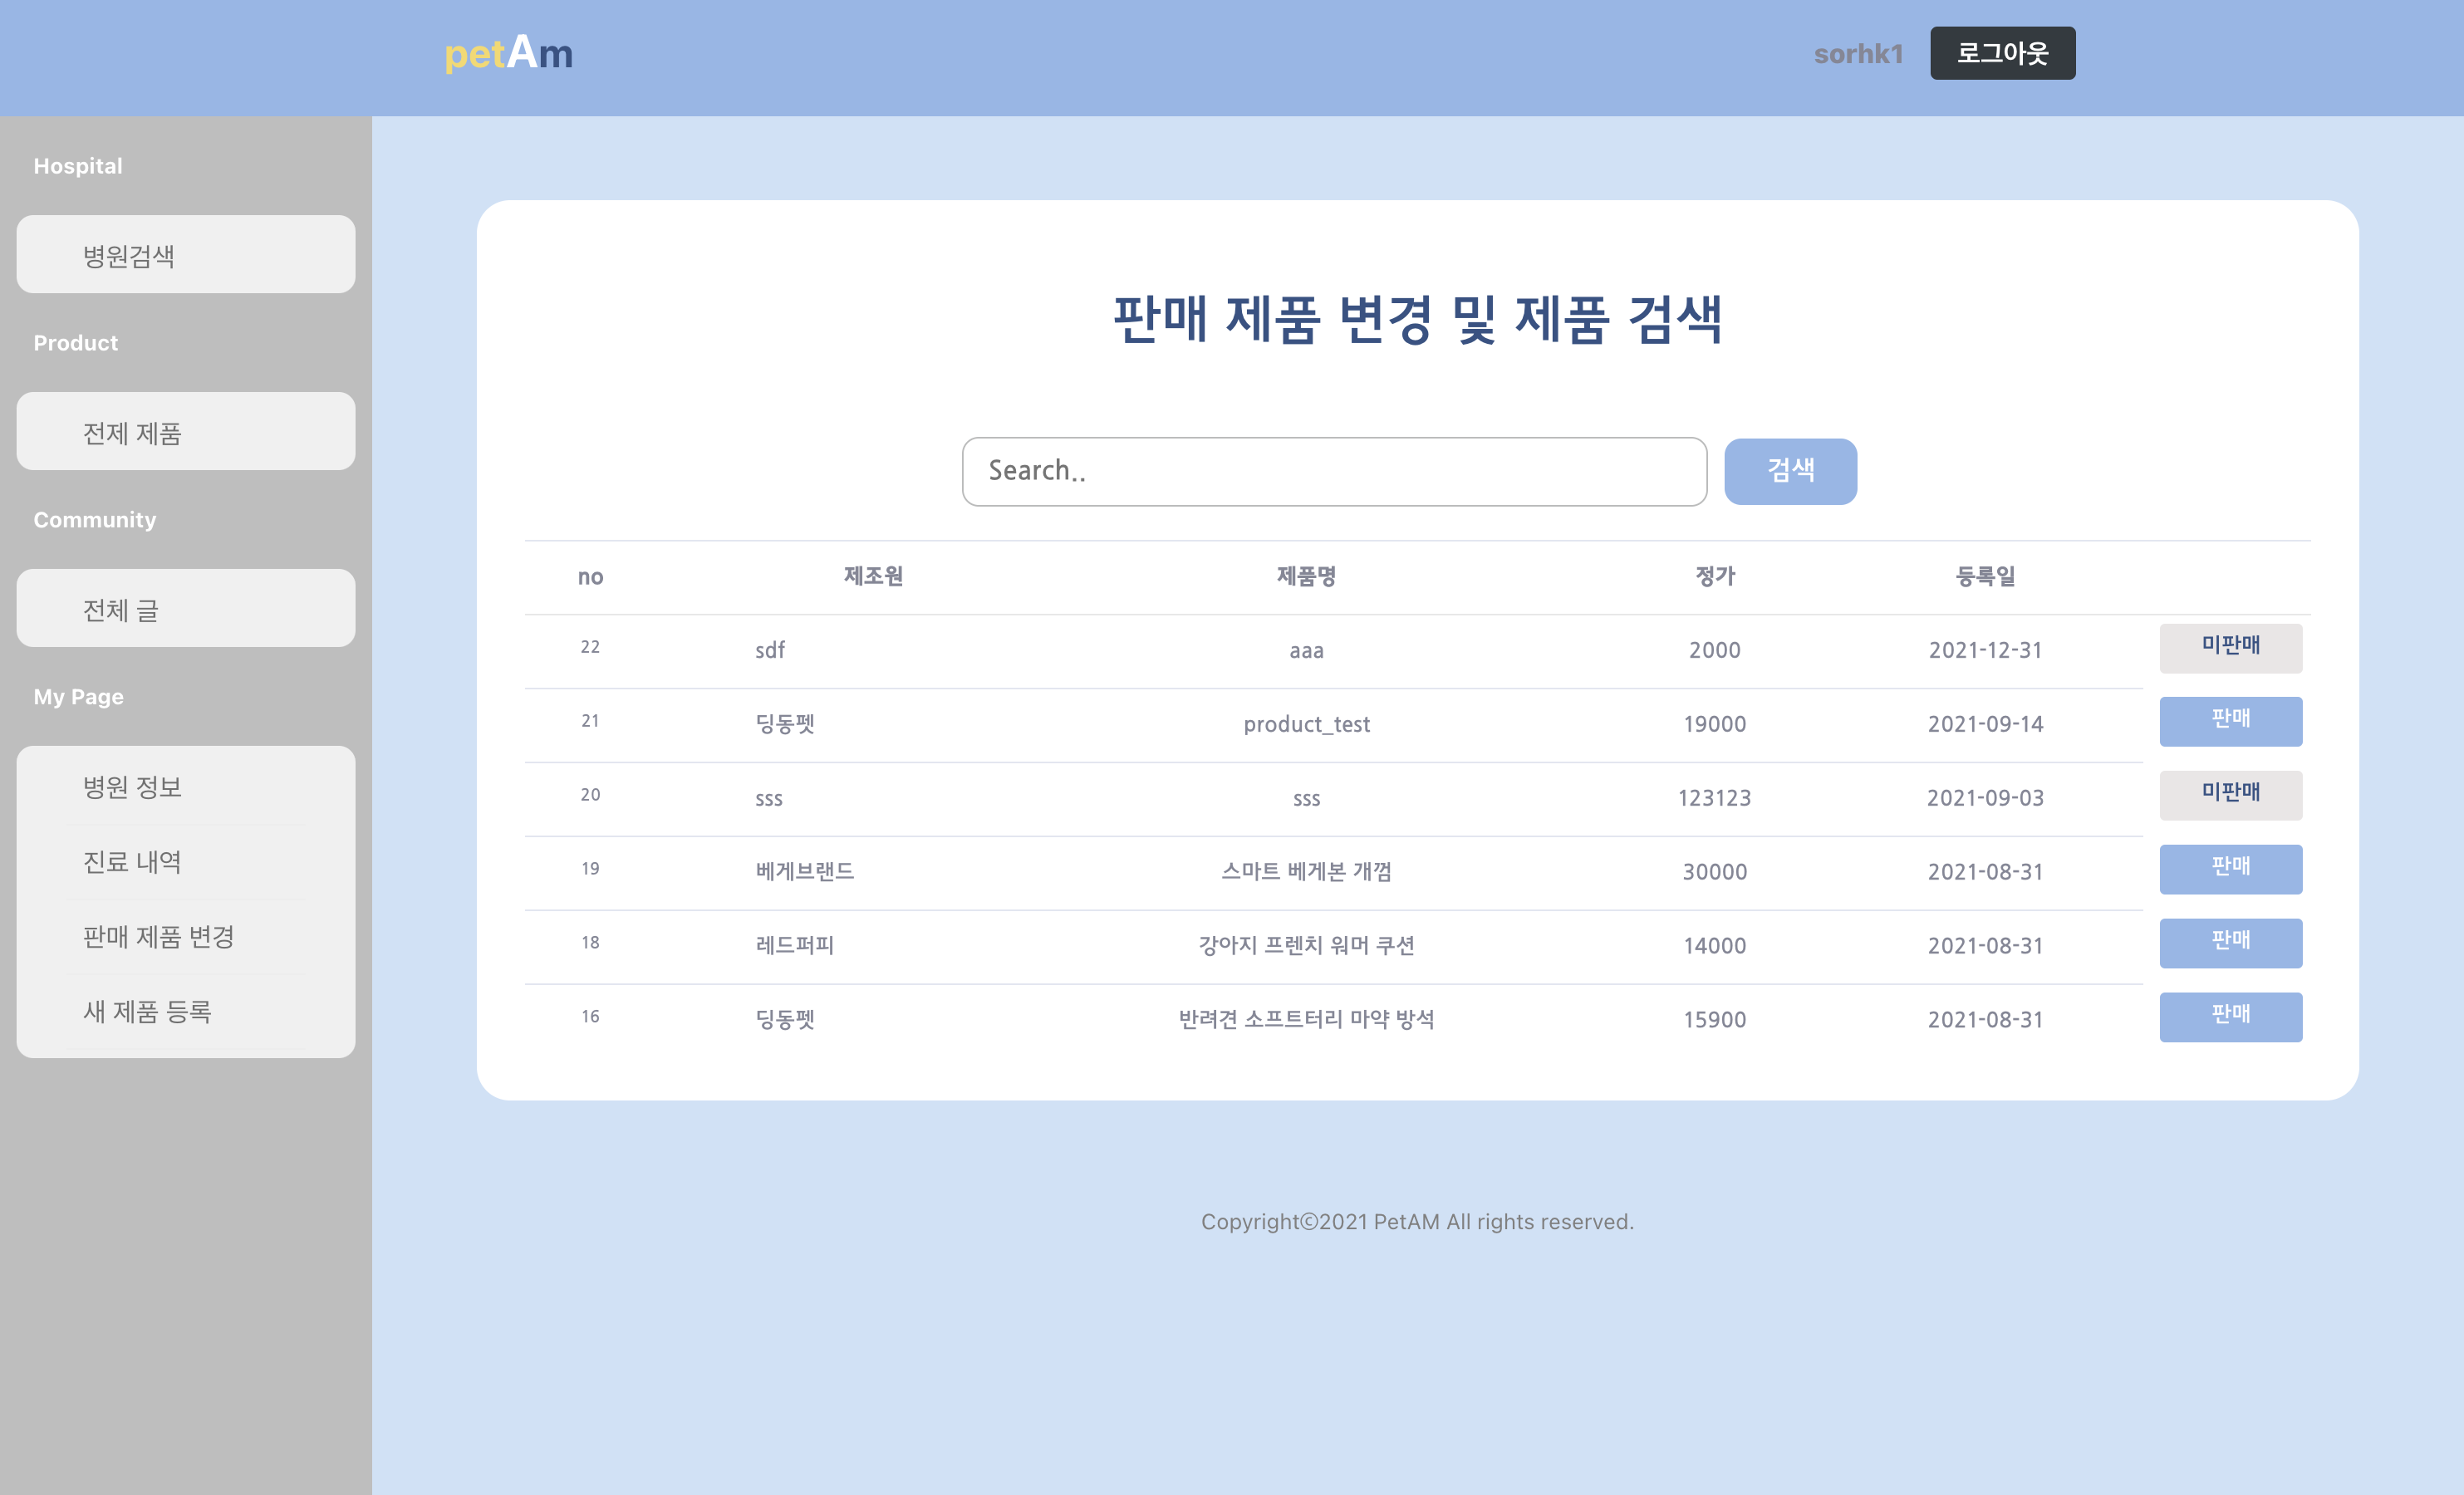 petAm
sorhk1 로그아웃
Hospital
병원검색
Product
전제 제품
Community
전체 글
My Page
병원 정보
진료 내역
판매 제품 변경
새 제품 등록
판매 제품 변경 및 제품 검색
Search.. 검색
no 제조원 제품명 정가 등록일
22 sdf aaa 2000 2021-12-31 미판매
21 딩동펫 product_test 19000 2021-09-14 판매
20 sss sss 123123 2021-09-03 미판매
19 베게브랜드 스마트 베게본 개껌 30000 2021-08-31 판매
18 레드퍼피 강아지 프렌치 워머 쿠션 14000 2021-08-31 판매
16 딩동펫 반려견 소프트터리 마약 방석 15900 2021-08-31 판매
Copyright©2021 PetAM All rights reserved.